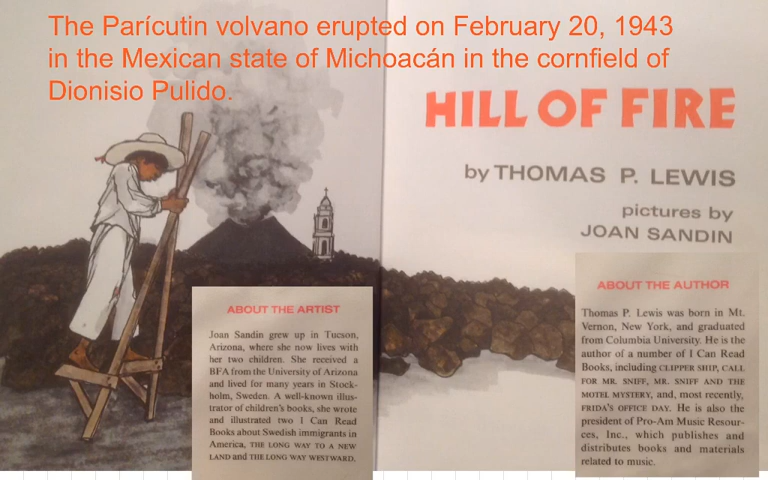 The Parícutin volvano erupted on February 20, 1943
in the Mexican state of Michoacán in the cornfield of
Dionisio Pulido.
HILL OF FIRE
by THOMAS P. LEWIS
pictures by
JOAN SANDIN
ABOUT THE ARTIST
Joan Sandin grew up in Tucson,
Arizona, where she now lives with
her two children. She received a
BFA from the University of Arizona
and lived for many years in Stock-
holm, Sweden. A well-known illus-
trator of children's books, she wrote
and illustrated two I Can Read
Books about Swedish immigrants in
America, THE LONG WAY TO A NEW
LAND and THE LONG WAY WESTWARD.
ABOUT THE AUTHOR
Thomas P. Lewis was born in Mt.
Vernon, New York, and graduated
from Columbia University. He is the
author of a number of I Can Read
Books, including CLIPPER SHIP, CALL
FOR MR. SNIFF, MR. SNIFF AND THE
MOTEL MYSTERY, and, most recently,
FRIDA'S OFFICE DAY. He is also the
president of Pro-Am Music Resour-
ces, Inc., which publishes and
distributes books and materials
related to music.